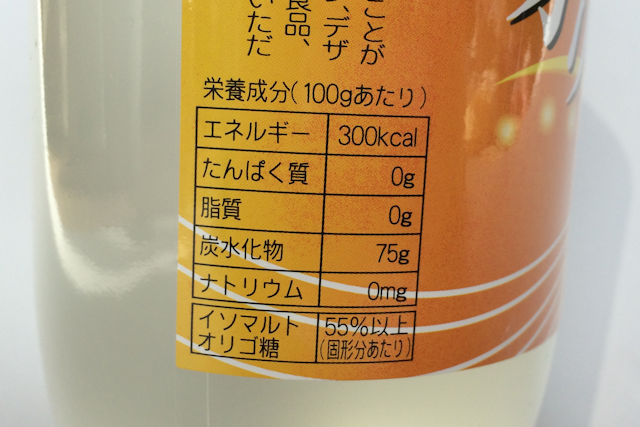 ことが
、デザ
食品、
いただ
栄養成分(100gあたり)
エネルギー 300kcal
たんぱく質 0g
脂質 0g
炭水化物 75g
ナトリウム 0mg
イソマルト
オリゴ糖
55%以上
(固形分あたり)